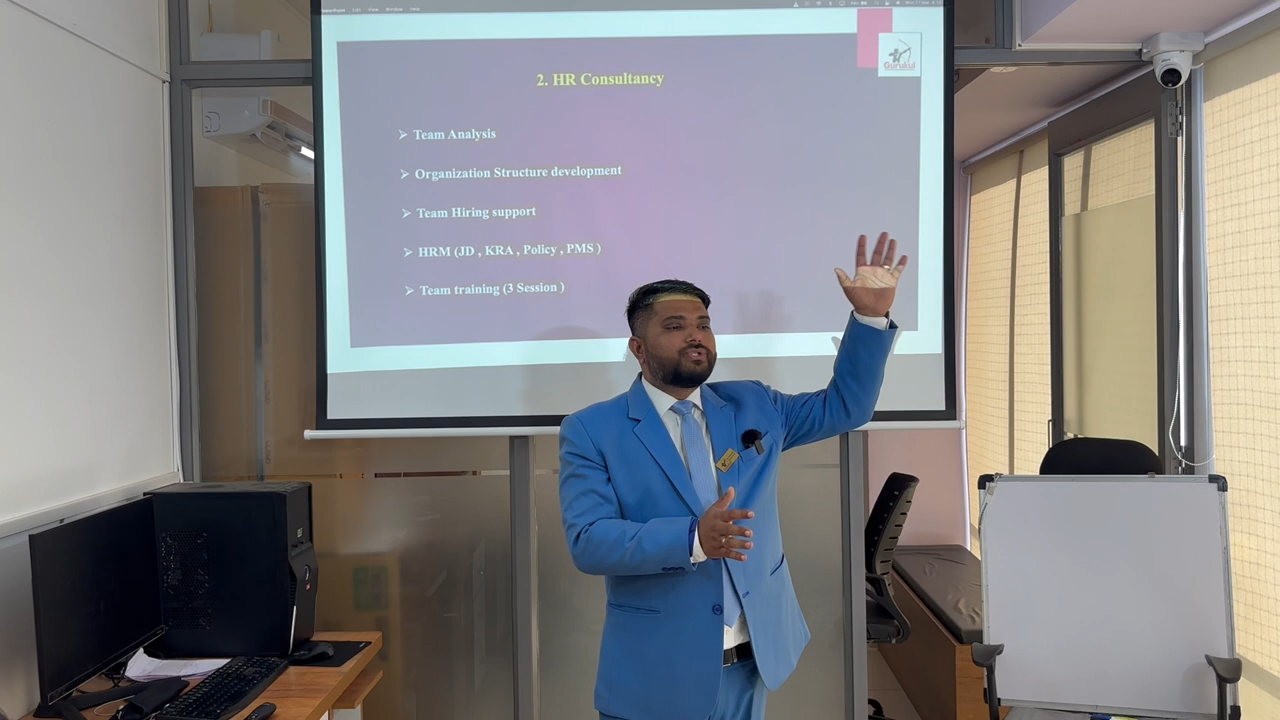 2. HR Consultancy
Gurukul
➢ Team Analysis
➢ Organization Structure development
➢ Team Hiring support
➢ HRM (JD , KRA , Policy , PMS )
➢ Team training (3 Session )